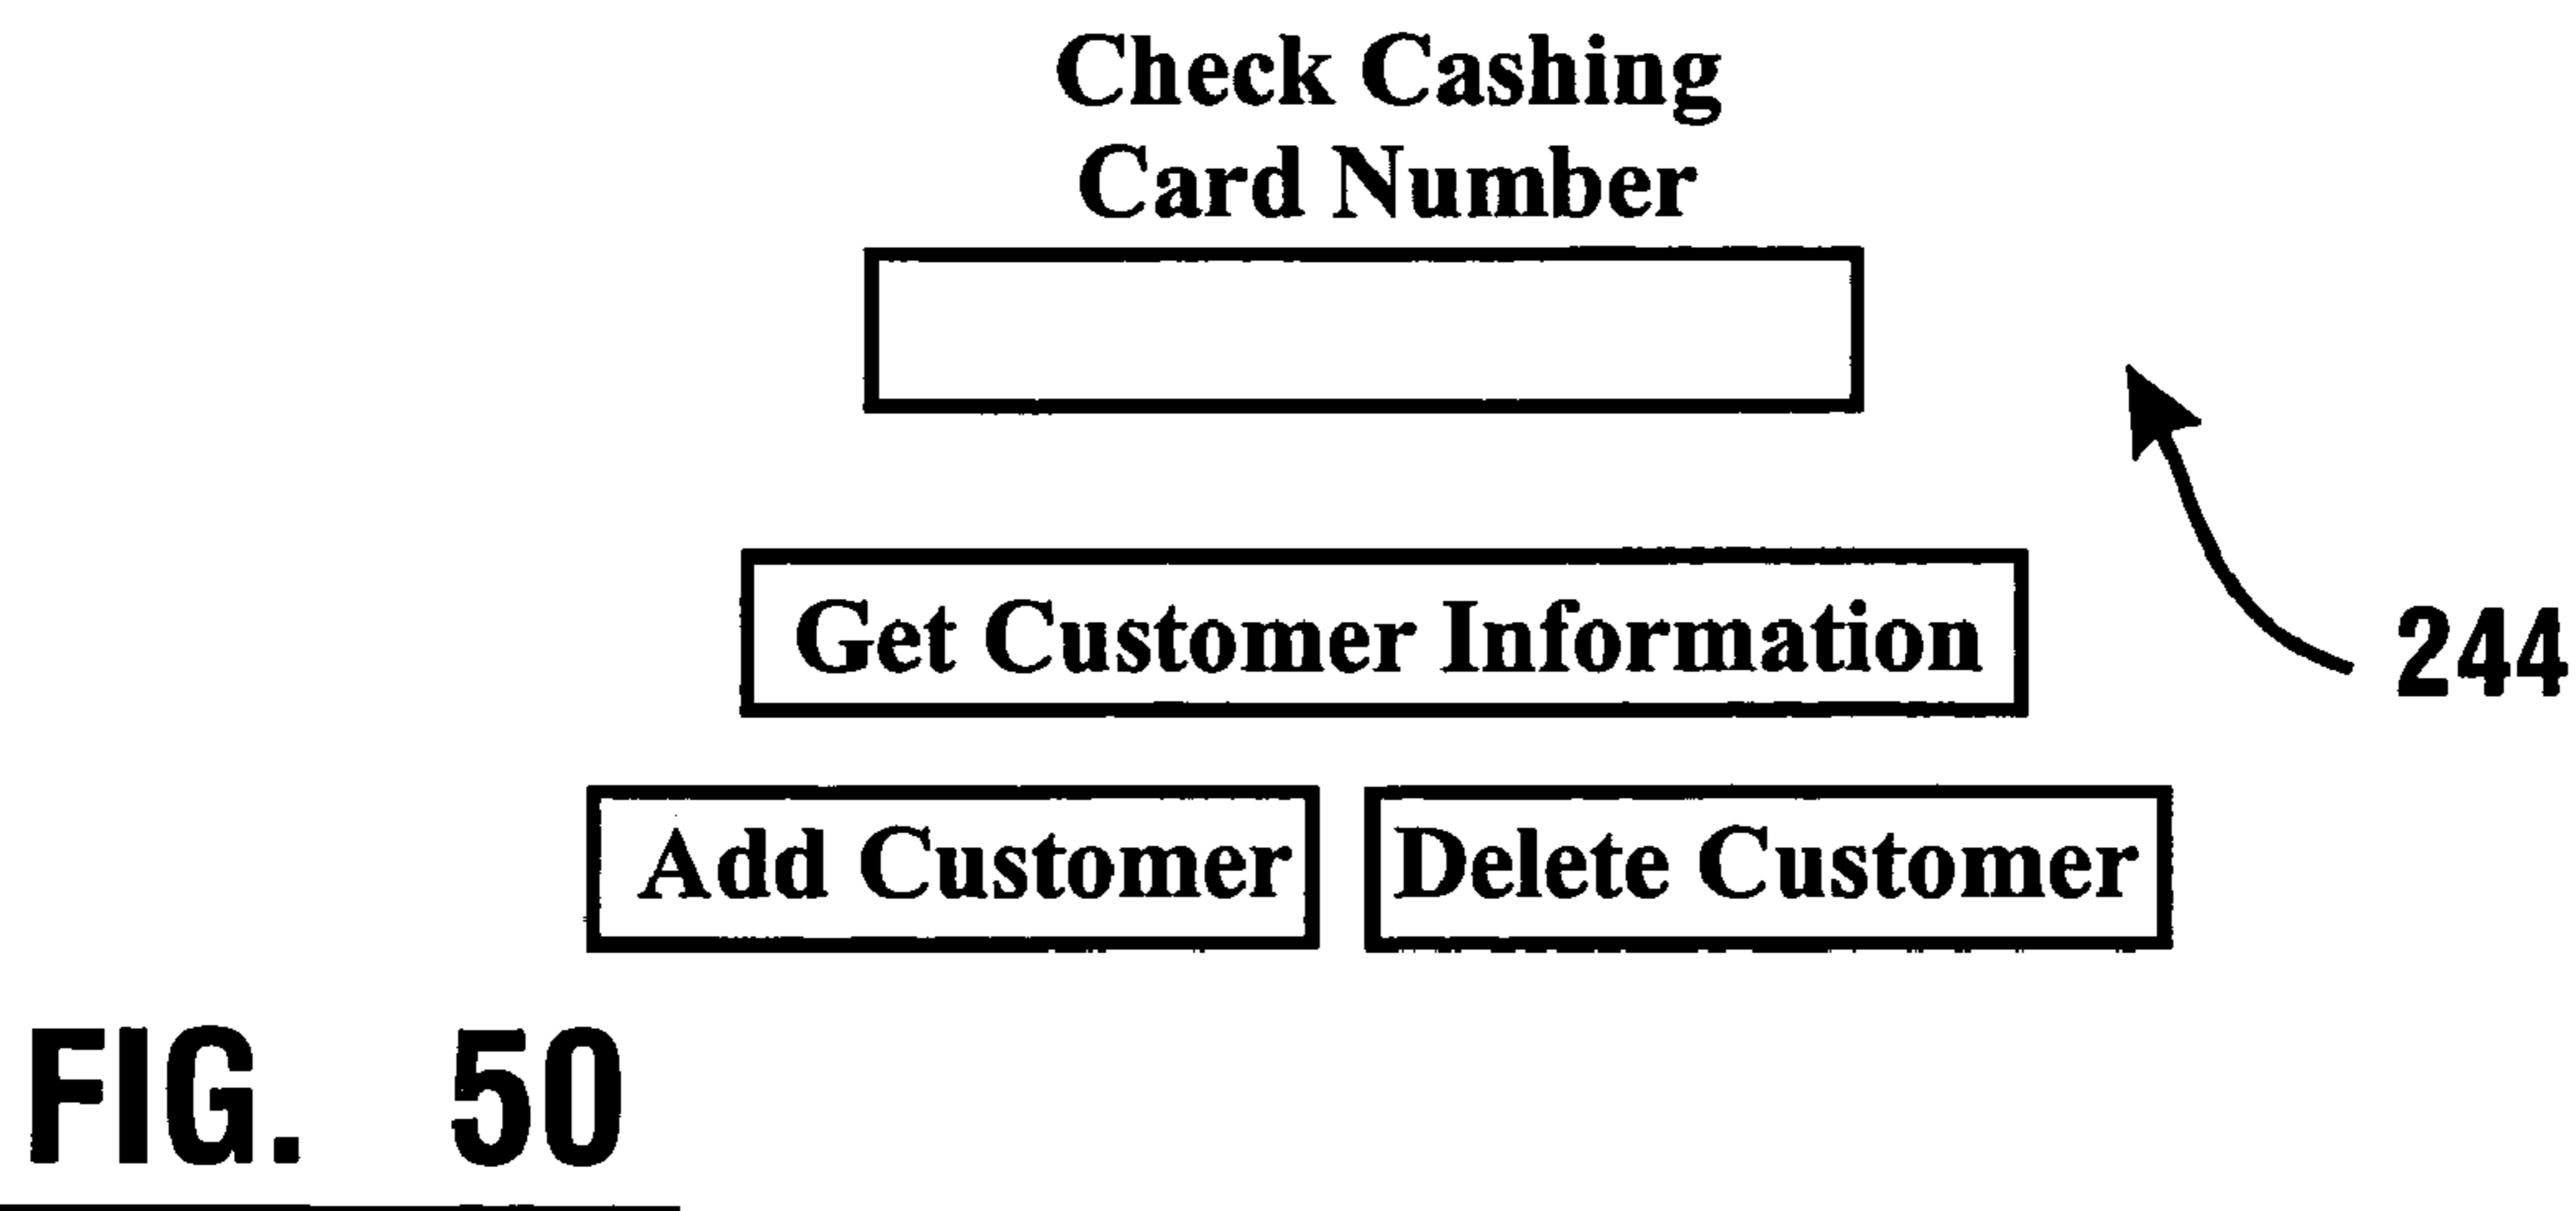 Check Cashing
Card Number
Get Customer Information
244
Add Customer Delete Customer
FIG. 50